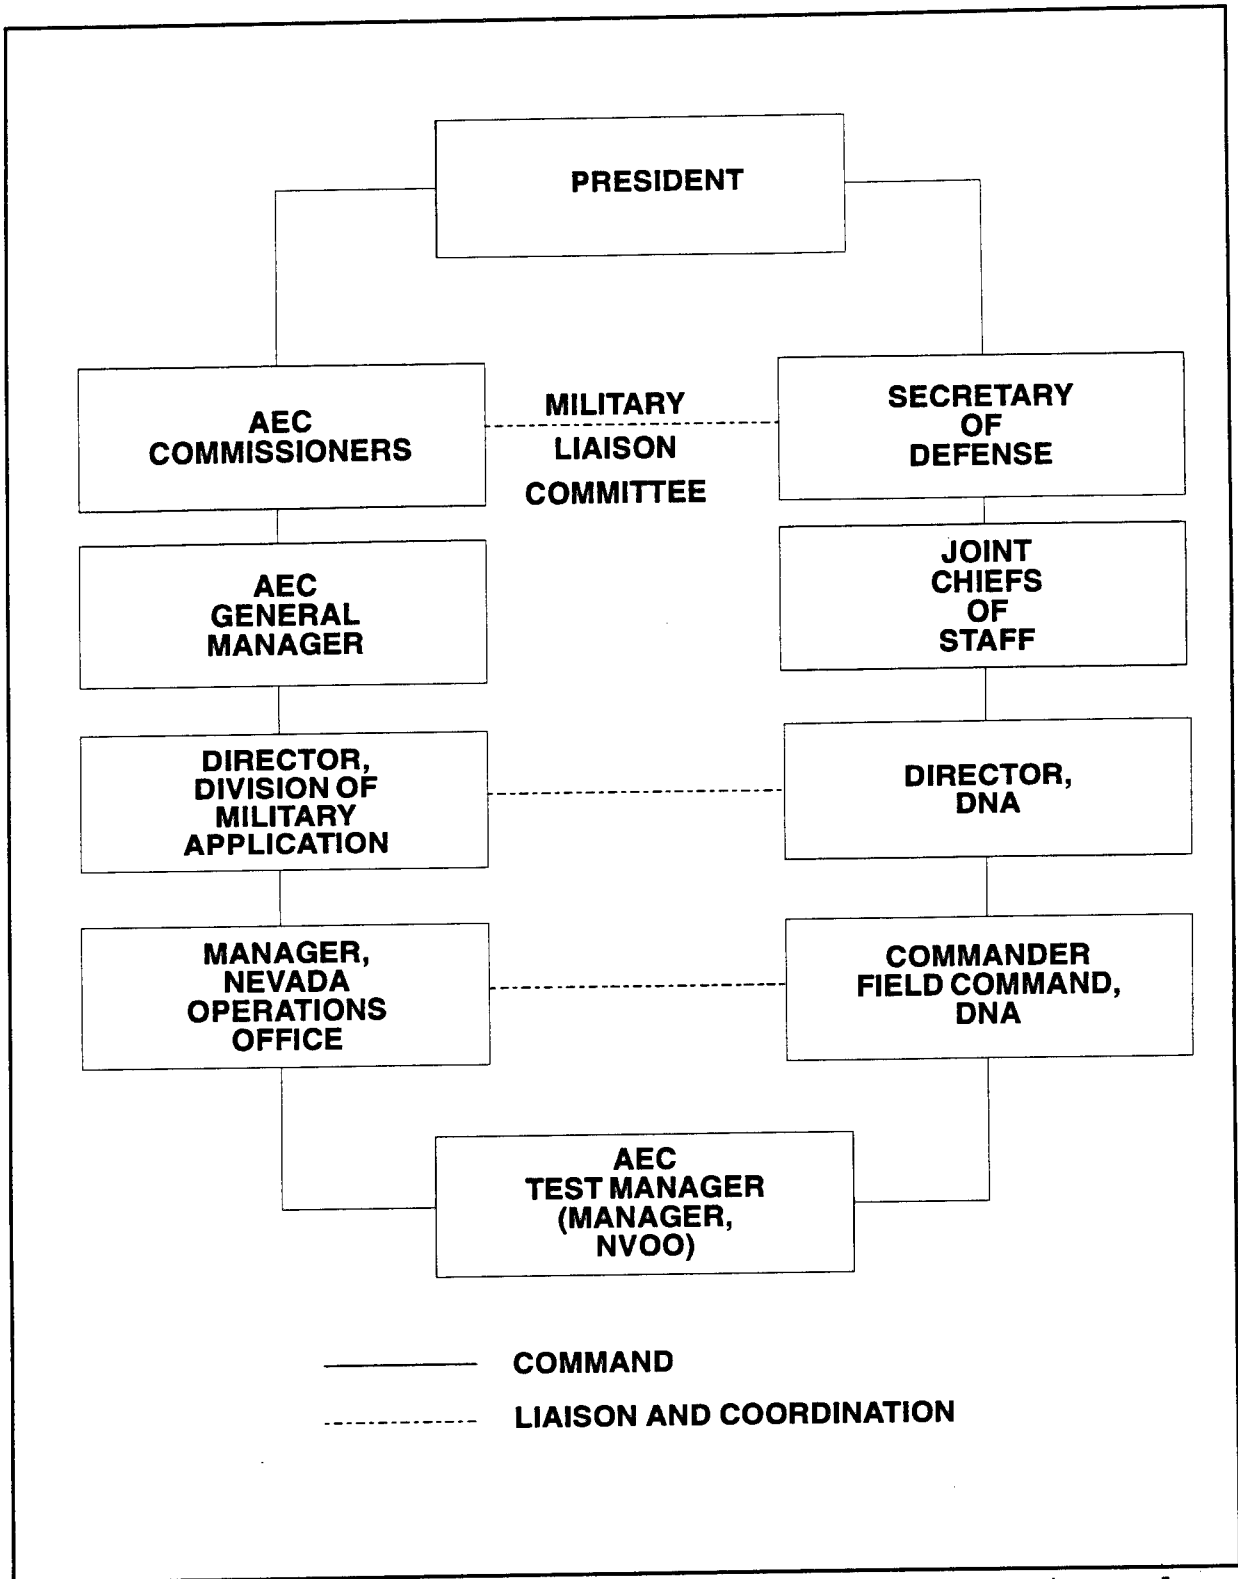 PRESIDENT
AEC
COMMISSIONERS
MILITARY
LIAISON
COMMITTEE
SECRETARY
OF
DEFENSE
AEC
GENERAL
MANAGER
JOINT
CHIEFS
OF
STAFF
DIRECTOR,
DIVISION OF
MILITARY
APPLICATION
DIRECTOR,
DNA
MANAGER,
NEVADA
OPERATIONS
OFFICE
COMMANDER
FIELD COMMAND,
DNA
AEC
TEST MANAGER
(MANAGER,
NVOO)
COMMAND
LIAISON AND COORDINATION